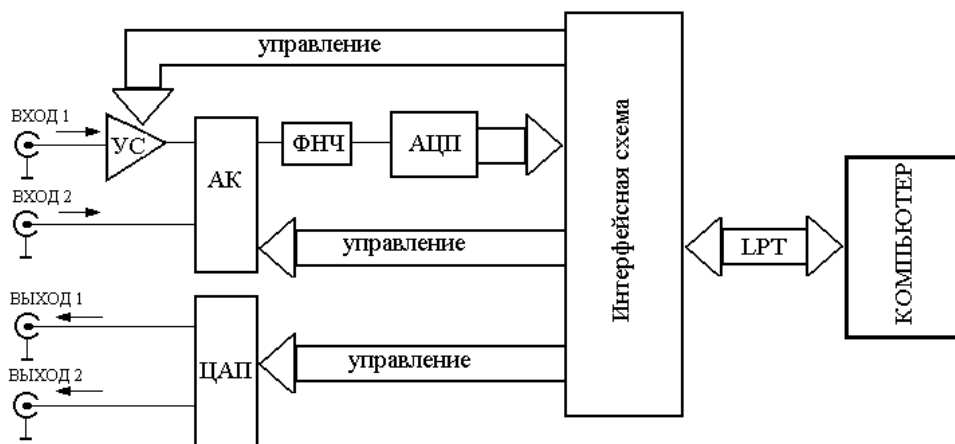 управление
ВХОД 1
УС
ФНЧ
АЦП
АК
ВХОД 2
управление
Интерфейсная схема
LPT
КОМПЬЮТЕР
ВЫХОД 1
ЦАП
управление
ВЫХОД 2